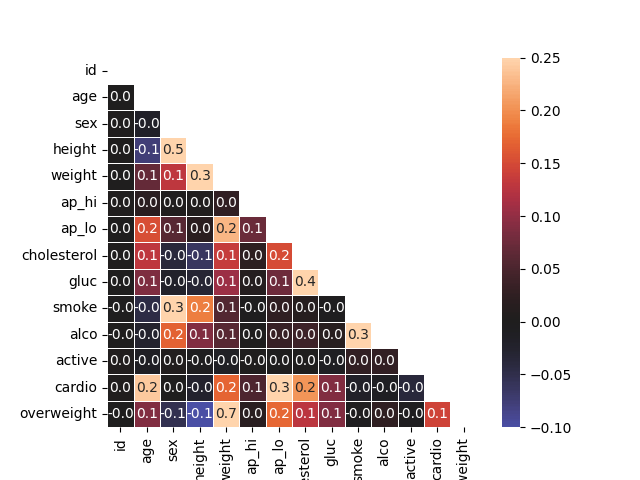 id
age 0.0
sex 0.0 -0.0
height 0.0 -0.1 0.5
weight 0.0 0.1 0.1 0.3
ap_hi 0.0 0.0 0.0 0.0 0.0
ap_lo 0.0 0.2 0.1 0.0 0.2 0.1
cholesterol 0.0 0.1 -0.0 -0.1 0.1 0.0 0.2
gluc 0.0 0.1 -0.0 -0.0 0.1 0.0 0.1 0.4
smoke -0.0 -0.0 0.3 0.2 0.1 -0.0 0.0 0.0 -0.0
alco -0.0 -0.0 0.2 0.1 0.1 0.0 0.0 0.0 0.0 0.3
active -0.0 -0.0 0.0 -0.0 -0.0 -0.0 -0.0 0.0 -0.0 0.0 0.0
cardio 0.0 0.2 0.0 -0.0 0.2 0.1 0.3 0.2 0.1 -0.0 -0.0 -0.0
overweight -0.0 0.1 -0.1 -0.1 0.7 0.0 0.2 0.1 0.1 -0.0 0.0 -0.0 0.1
id
age
sex
height
weight
ap_hi
ap_lo
esterol
gluc
smoke
alco
active
cardio
weight
0.25
0.20
0.15
0.10
0.05
0.00
−0.05
−0.10